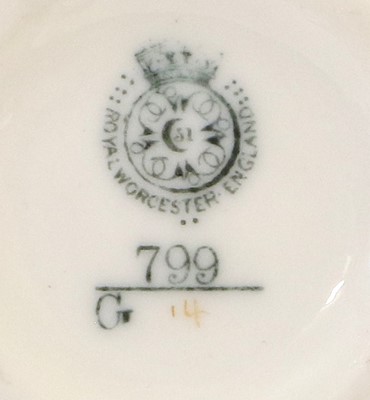 51
ROYAL WORCESTER ENGLAND
799
G 14